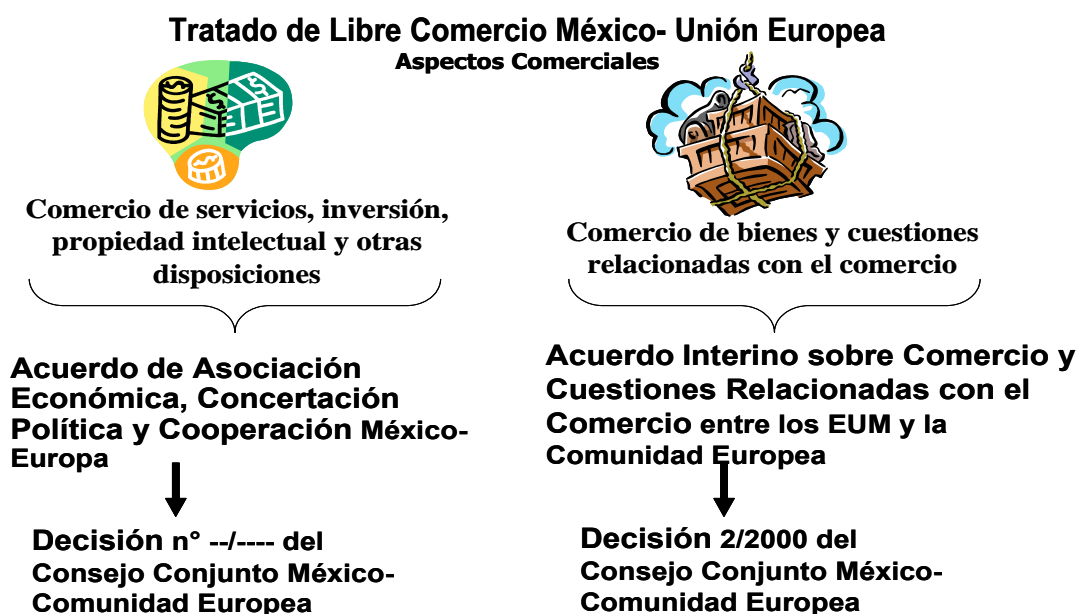 Tratado de Libre Comercio México- Unión Europea
Aspectos Comerciales
Comercio de servicios, inversión,
propiedad intelectual y otras
disposiciones
Acuerdo de Asociación
Económica, Concertación
Política y Cooperación México-
Europa
Decisión n° --/---- del
Consejo Conjunto México-
Comunidad Europea
Comercio de bienes y cuestiones
relacionadas con el comercio
Acuerdo Interino sobre Comercio y
Cuestiones Relacionadas con el
Comercio entre los EUM y la
Comunidad Europea
Decisión 2/2000 del
Consejo Conjunto México-
Comunidad Europea